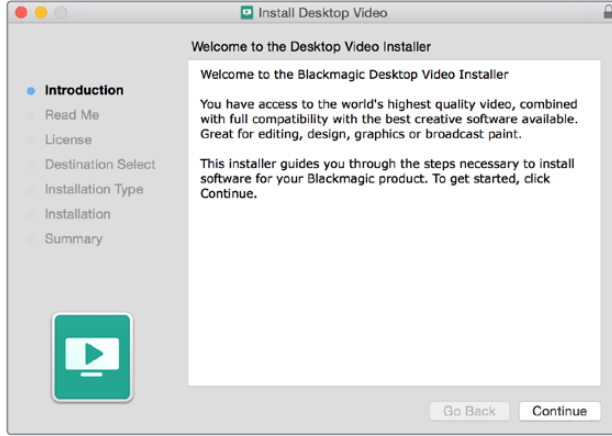 Install Desktop Video
Welcome to the Desktop Video Installer
Introduction
Read Me
License
Destination Select
Installation Type
Installation
Summary
Welcome to the Blackmagic Desktop Video Installer
You have access to the world's highest quality video, combined
with full compatibility with the best creative software available.
Great for editing, design, graphics or broadcast paint.
This installer guides you through the steps necessary to install
software for your Blackmagic product. To get started, click
Continue.
Go Back
Continue